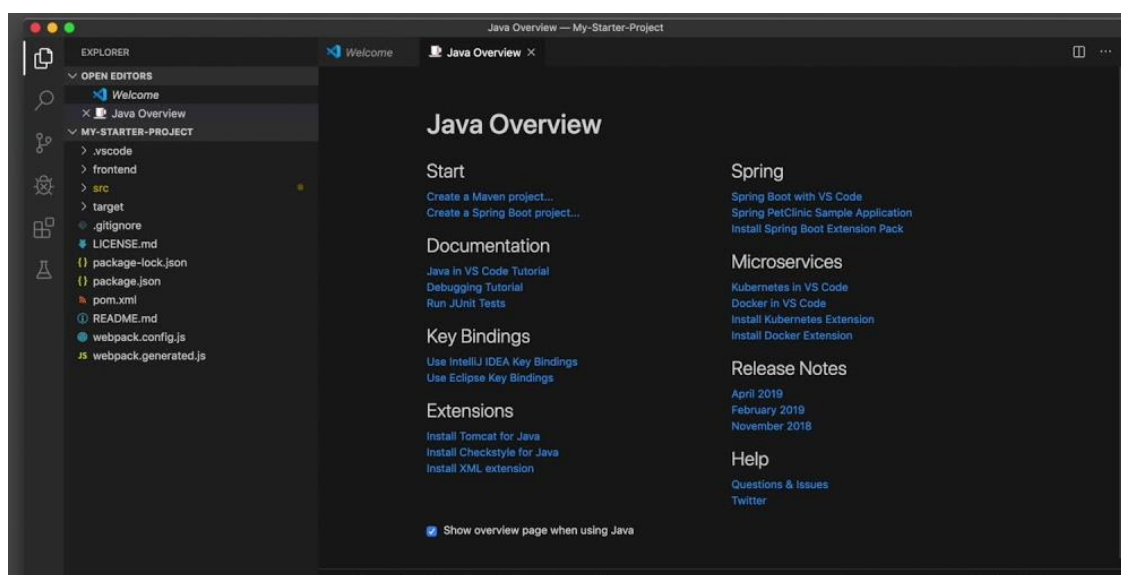 Java Overview — My-Starter-Project
EXPLORER
OPEN EDITORS
Welcome
Java Overview
MY-STARTER-PROJECT
.vscode
frontend
src
target
.gitignore
LICENSE.md
{} package-lock.json
{} package.json
pom.xml
README.md
webpack.config.js
JS webpack.generated.js
Welcome
Java Overview
Java Overview
Start
Create a Maven project...
Create a Spring Boot project...
Documentation
Java in VS Code Tutorial
Debugging Tutorial
Run JUnit Tests
Key Bindings
Use IntelliJ IDEA Key Bindings
Use Eclipse Key Bindings
Extensions
Install Tomcat for Java
Install Checkstyle for Java
Install XML extension
Spring
Spring Boot with VS Code
Spring PetClinic Sample Application
Install Spring Boot Extension Pack
Microservices
Kubernetes in VS Code
Docker in VS Code
Install Kubernetes Extension
Install Docker Extension
Release Notes
April 2019
February 2019
November 2018
Help
Questions & Issues
Twitter
Show overview page when using Java